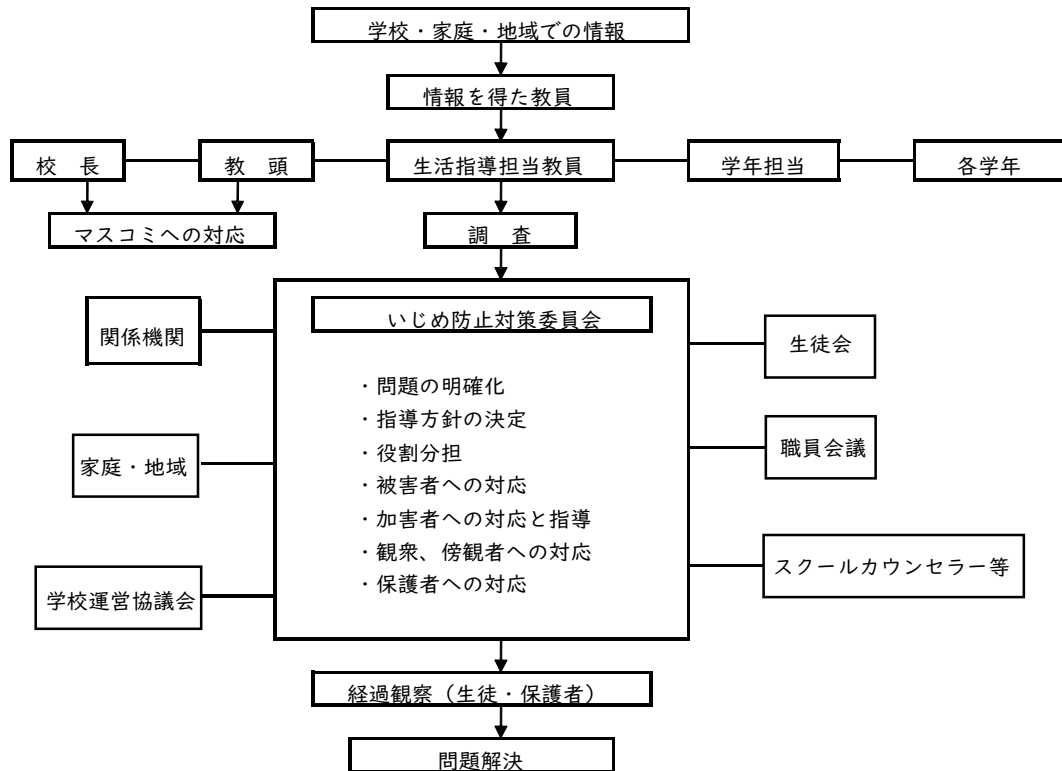 学校・家庭・地域での情報
情報を得た教員
校　長
教　頭
生活指導担当教員
学年担当
各学年
マスコミへの対応
調　査
いじめ防止対策委員会
関係機関
生徒会
・問題の明確化
・指導方針の決定
・役割分担
・被害者への対応
・加害者への対応と指導
・観衆、傍観者への対応
・保護者への対応
家庭・地域
職員会議
学校運営協議会
スクールカウンセラー等
経過観察（生徒・保護者）
問題解決